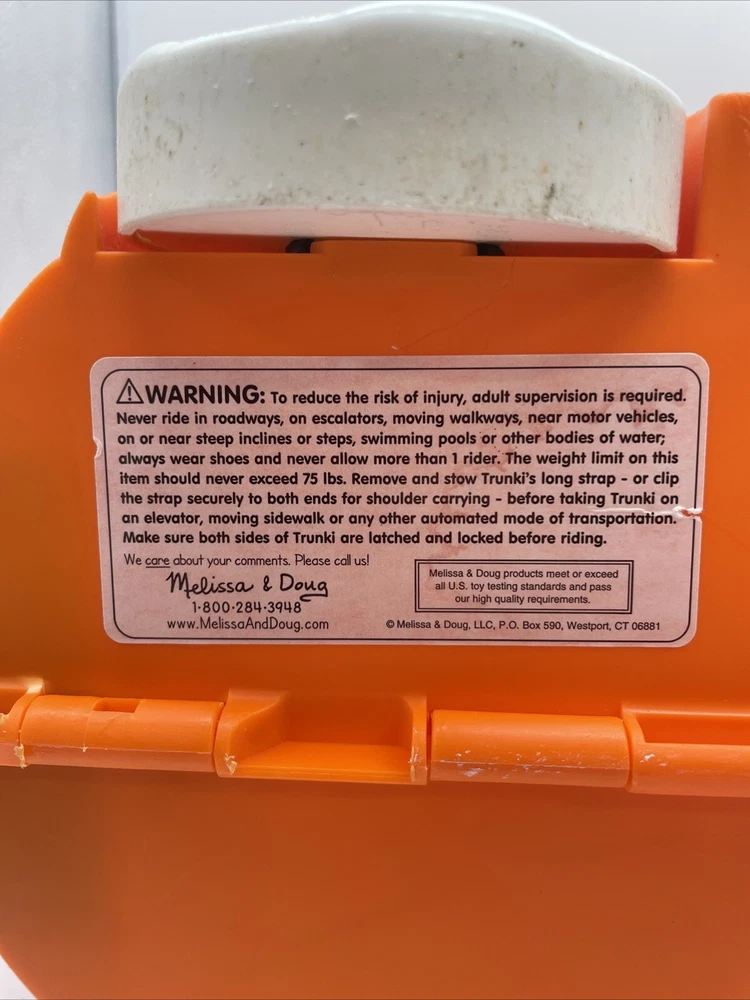 ⚠WARNING: To reduce the risk of injury, adult supervision is required.
Never ride in roadways, on escalators, moving walkways, near motor vehicles,
on or near steep inclines or steps, swimming pools or other bodies of water;
always wear shoes and never allow more than 1 rider. The weight limit on this
item should never exceed 75 lbs. Remove and stow Trunki's long strap - or clip
the strap securely to both ends for shoulder carrying - before taking Trunki on
an elevator, moving sidewalk or any other automated mode of transportation.
Make sure both sides of Trunki are latched and locked before riding.
We care about your comments. Please call us!
Melissa & Doug
1·800·284·3948
www.MelissaAndDoug.com
Melissa & Doug products meet or exceed
all U.S. toy testing standards and pass
our high quality requirements.
© Melissa & Doug, LLC, P.O. Box 590, Westport, CT 06881